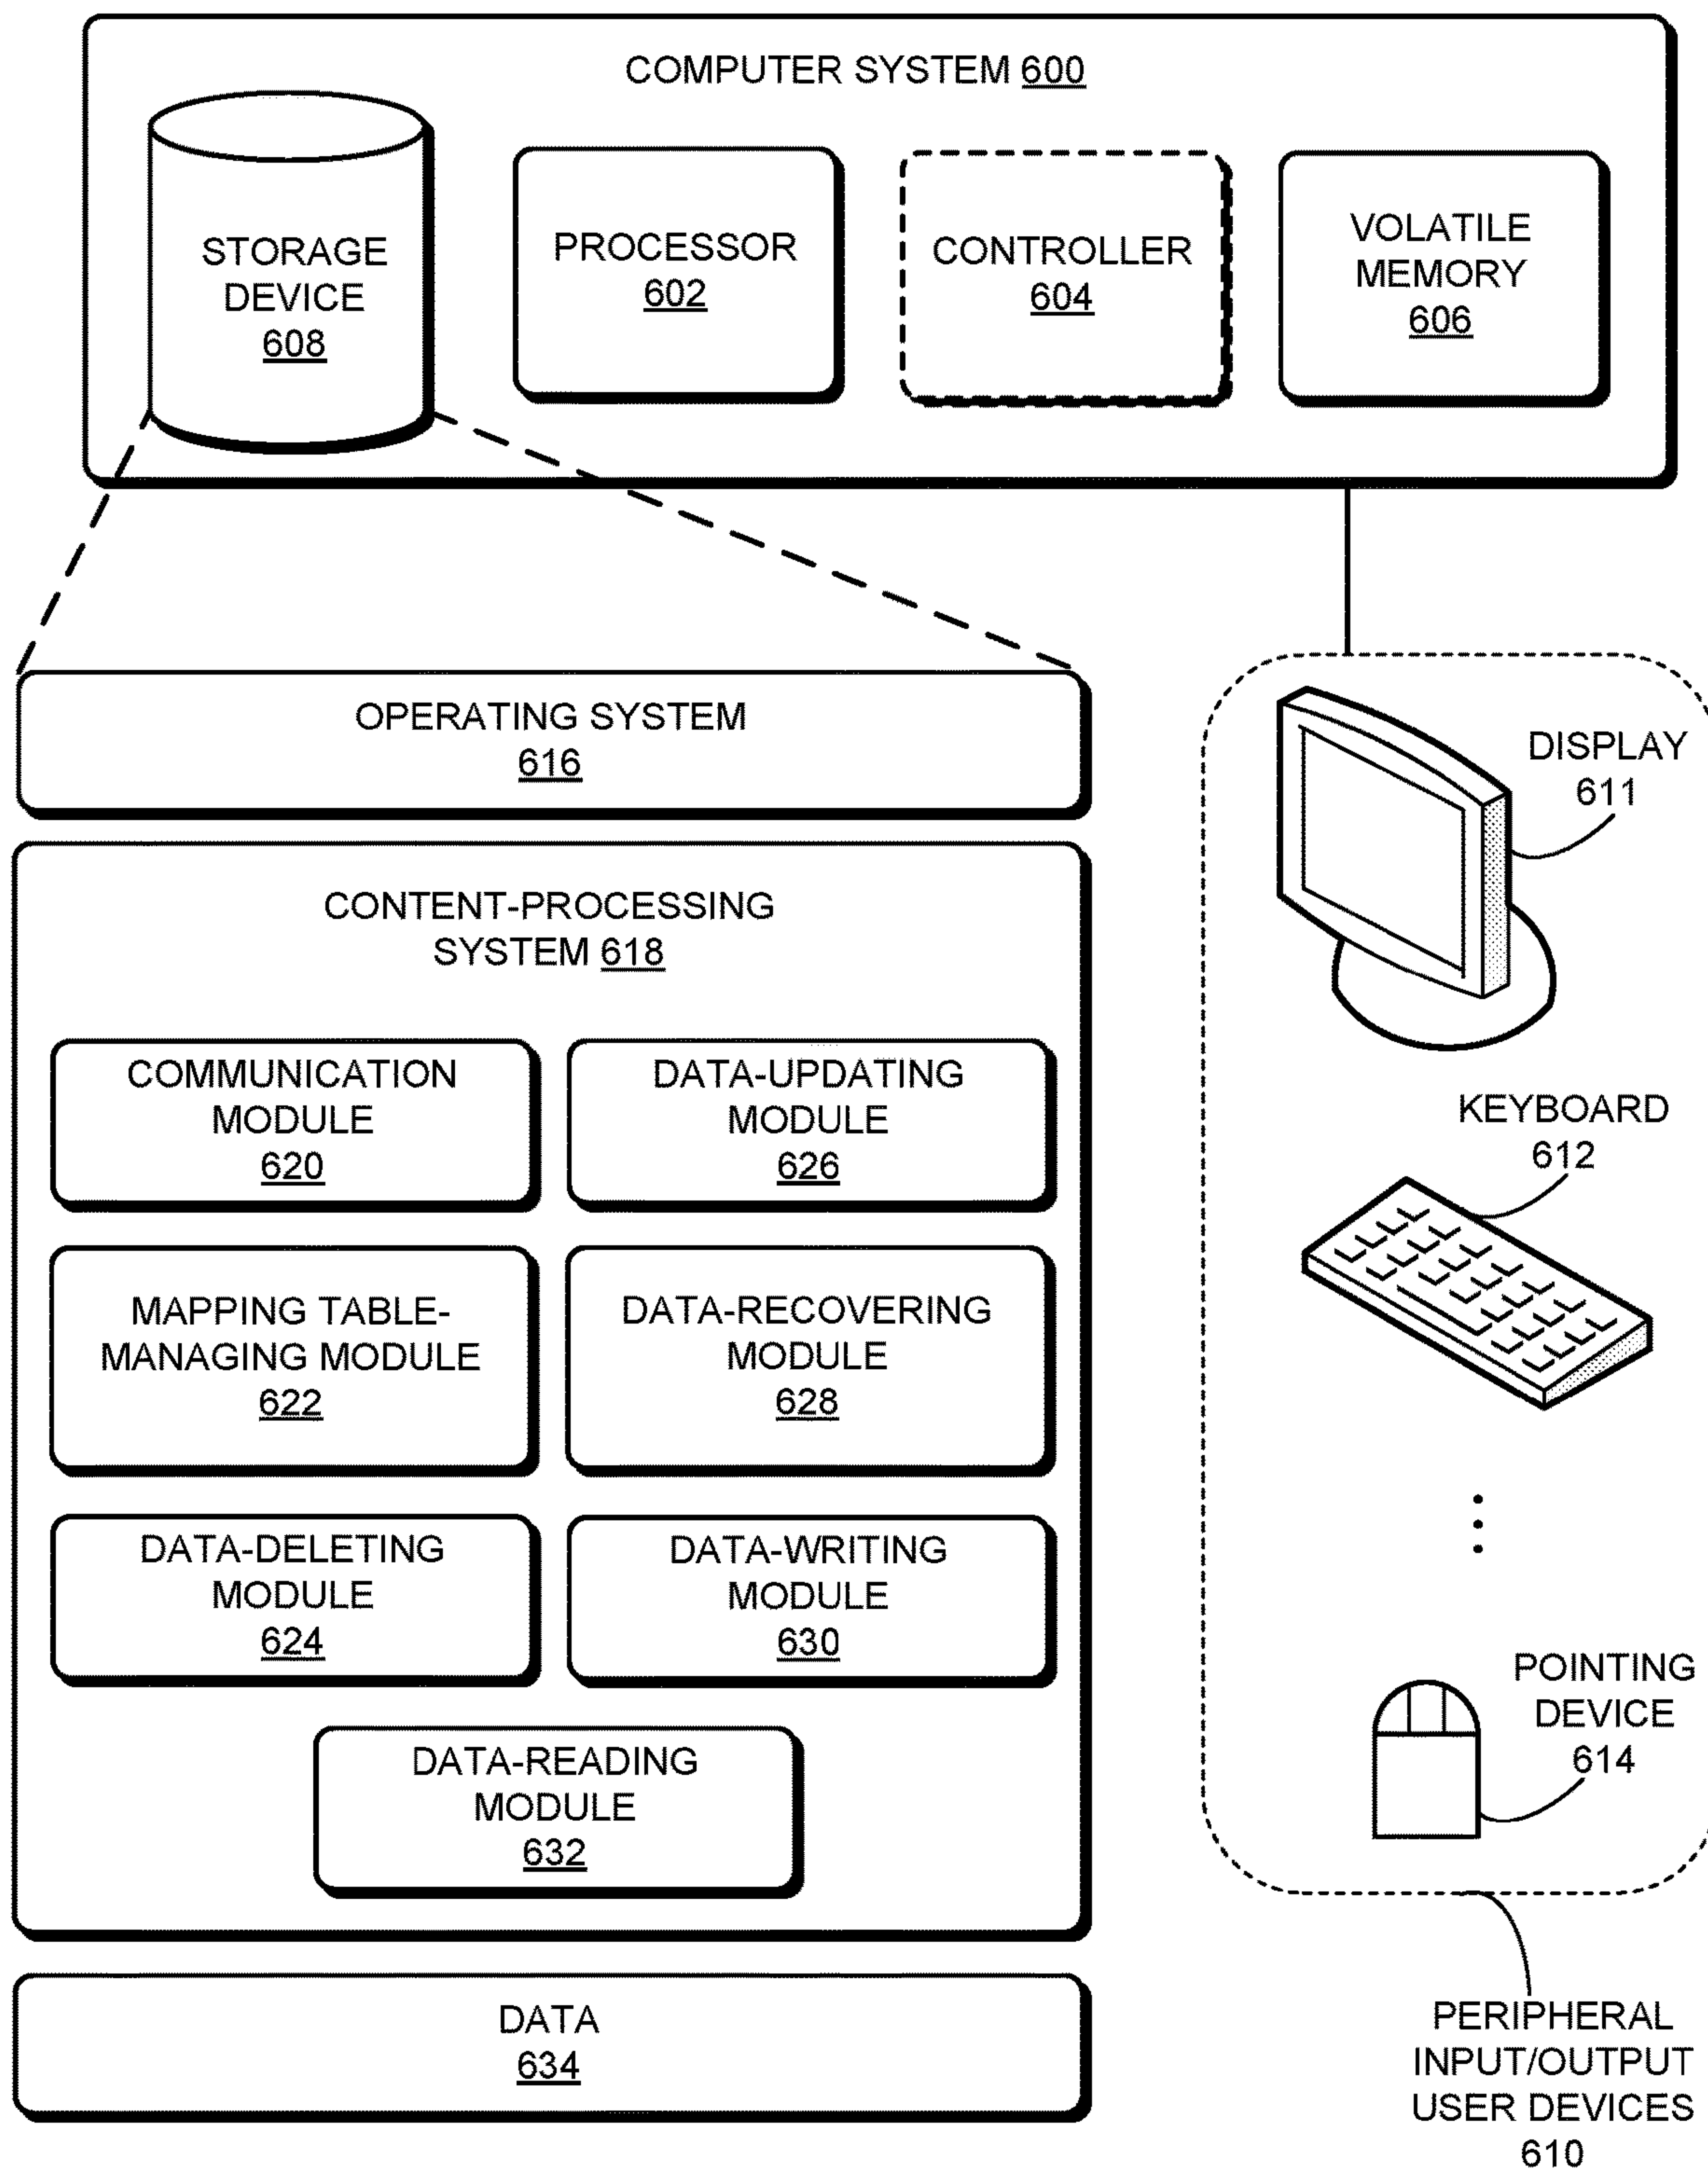 COMPUTER SYSTEM 600
STORAGE
DEVICE
608
PROCESSOR
602
CONTROLLER
604
VOLATILE
MEMORY
606
OPERATING SYSTEM
616
CONTENT-PROCESSING
SYSTEM 618
COMMUNICATION
MODULE
620
DATA-UPDATING
MODULE
626
MAPPING TABLE-
MANAGING MODULE
622
DATA-RECOVERING
MODULE
628
DATA-DELETING
MODULE
624
DATA-WRITING
MODULE
630
DATA-READING
MODULE
632
DATA
634
DISPLAY
611
KEYBOARD
612
POINTING
DEVICE
614
PERIPHERAL
INPUT/OUTPUT
USER DEVICES
610